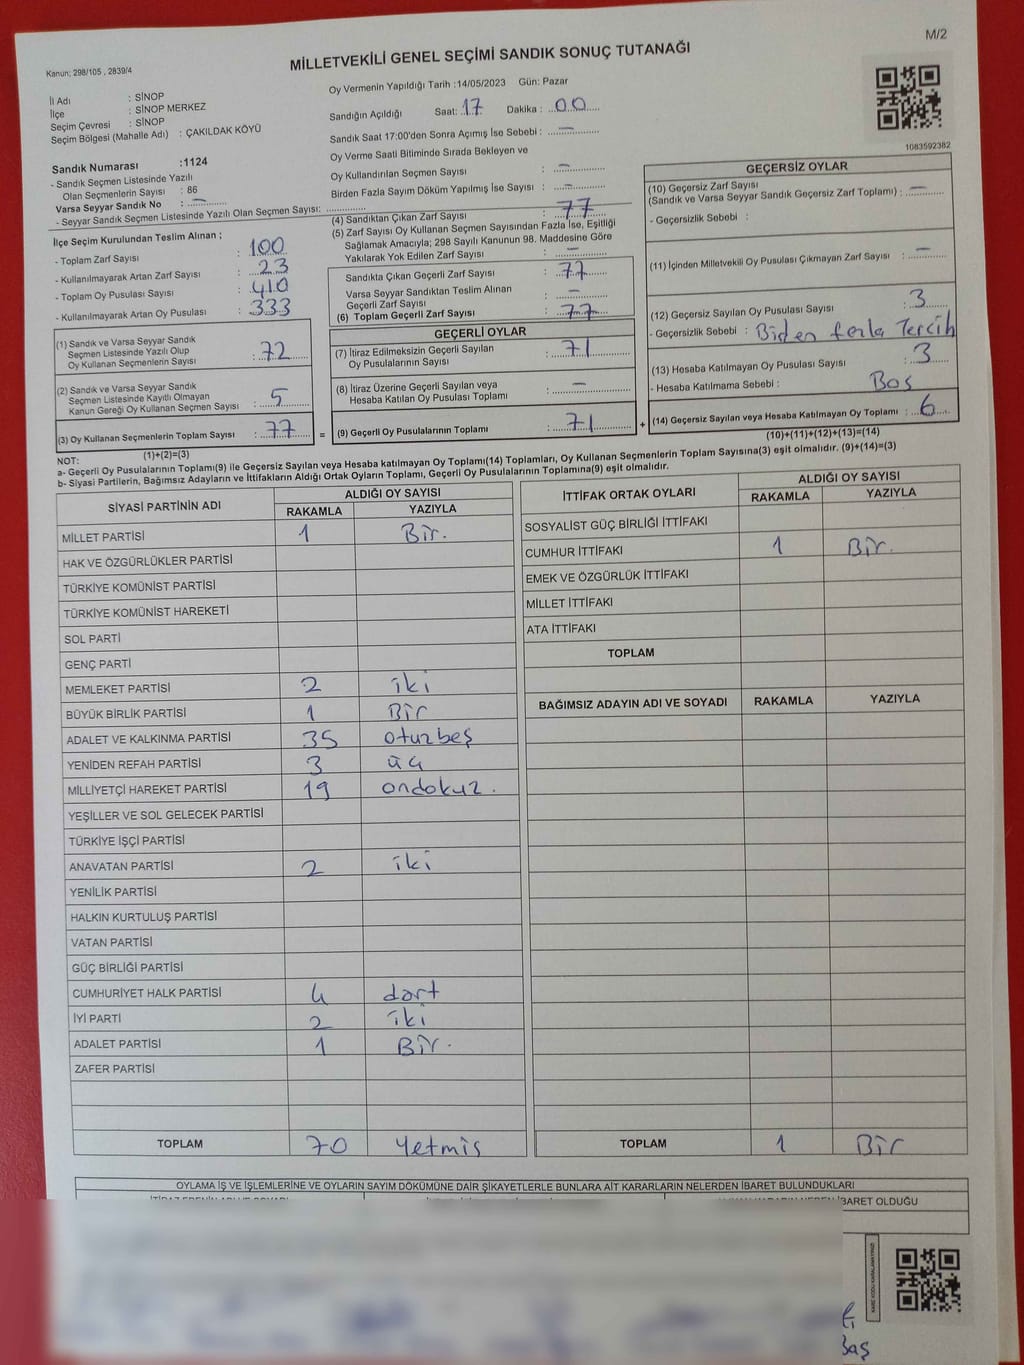 M/2
Kanun; 298/105 , 2839/4
MİLLETVEKİLİ GENEL SEÇİMİ SANDIK SONUÇ TUTANAĞI
İl Adı : SİNOP
İlçe : SİNOP MERKEZ
Seçim Çevresi : SİNOP
Seçim Bölgesi (Mahalle Adı) : ÇAKILDAK KÖYÜ
Sandık Numarası :1124
- Sandık Seçmen Listesinde Yazılı
Olan Seçmenlerin Sayısı : 86
Varsa Seyyar Sandık No : —
- Seyyar Sandık Seçmen Listesinde Yazılı Olan Seçmen Sayısı:
İlçe Seçim Kurulundan Teslim Alınan ;
- Toplam Zarf Sayısı : 100
- Kullanılmayarak Artan Zarf Sayısı : 23
- Toplam Oy Pusulası Sayısı : 410
- Kullanılmayarak Artan Oy Pusulası : 333
(1) Sandık ve Varsa Seyyar Sandık
Seçmen Listesinde Yazılı Olup
Oy Kullanan Seçmenlerin Sayısı : 72
(2) Sandık ve Varsa Seyyar Sandık
Seçmen Listesinde Kayıtlı Olmayan
Kanun Gereği Oy Kullanan Seçmen Sayısı : 5
(3) Oy Kullanan Seçmenlerin Toplam Sayısı : 77
(1)+(2)=(3)
Oy Vermenin Yapıldığı Tarih :14/05/2023 Gün: Pazar
Sandığın Açıldığı Saat: 17 Dakika : 00
Sandık Saat 17:00'den Sonra Açımış İse Sebebi : —
Oy Verme Saati Bitiminde Sırada Bekleyen ve
Oy Kullandırılan Seçmen Sayısı : —
Birden Fazla Sayım Döküm Yapılmış İse Sayısı : —
(4) Sandıktan Çıkan Zarf Sayısı : 77
(5) Zarf Sayısı Oy Kullanan Seçmen Sayısından Fazla İse, Eşitliği
Sağlamak Amacıyla; 298 Sayılı Kanunun 98. Maddesine Göre
Yakılarak Yok Edilen Zarf Sayısı : —
Sandıkta Çıkan Geçerli Zarf Sayısı : 77
Varsa Seyyar Sandıktan Teslim Alınan
Geçerli Zarf Sayısı : —
(6) Toplam Geçerli Zarf Sayısı : 77
=
GEÇERLİ OYLAR
(7) İtiraz Edilmeksizin Geçerli Sayılan
Oy Pusulalarının Sayısı : 71
(8) İtiraz Üzerine Geçerli Sayılan veya
Hesaba Katılan Oy Pusulası Toplamı : —
(9) Geçerli Oy Pusulalarının Toplamı : 71
+
1083592382
GEÇERSİZ OYLAR
(10) Geçersiz Zarf Sayısı
(Sandık ve Varsa Seyyar Sandık Geçersiz Zarf Toplamı) : —
- Geçersizlik Sebebi :
(11) İçinden Milletvekili Oy Pusulası Çıkmayan Zarf Sayısı : —
(12) Geçersiz Sayılan Oy Pusulası Sayısı : 3
- Geçersizlik Sebebi : Birden fazla Tercih
(13) Hesaba Katılmayan Oy Pusulası Sayısı : 3
- Hesaba Katılmama Sebebi : Boş
(14) Geçersiz Sayılan veya Hesaba Katılmayan Oy Toplamı : 6
(10)+(11)+(12)+(13)=(14)
NOT:
a- Geçerli Oy Pusulalarının Toplamı(9) ile Geçersiz Sayılan veya Hesaba katılmayan Oy Toplamı(14) Toplamları, Oy Kullanan Seçmenlerin Toplam Sayısına(3) eşit olmalıdır. (9)+(14)=(3)
b- Siyasi Partilerin, Bağımsız Adayların ve İttifakların Aldığı Ortak Oyların Toplamı, Geçerli Oy Pusulalarının Toplamına(9) eşit olmalıdır.
SİYASİ PARTİNİN ADI ALDIĞI OY SAYISI
RAKAMLA YAZIYLA
MİLLET PARTİSİ 1 Bir.
HAK VE ÖZGÜRLÜKLER PARTİSİ
TÜRKİYE KOMÜNİST PARTİSİ
TÜRKİYE KOMÜNİST HAREKETİ
SOL PARTİ
GENÇ PARTİ
MEMLEKET PARTİSİ 2 iki
BÜYÜK BİRLİK PARTİSİ 1 Bir
ADALET VE KALKINMA PARTİSİ 35 otuzbeş
YENİDEN REFAH PARTİSİ 3 üç
MİLLİYETÇİ HAREKET PARTİSİ 19 ondokuz.
YEŞİLLER VE SOL GELECEK PARTİSİ
TÜRKİYE İŞÇİ PARTİSİ
ANAVATAN PARTİSİ 2 iki
YENİLİK PARTİSİ
HALKIN KURTULUŞ PARTİSİ
VATAN PARTİSİ
GÜÇ BİRLİĞİ PARTİSİ
CUMHURİYET HALK PARTİSİ 4 dört
İYİ PARTİ 2 iki
ADALET PARTİSİ 1 Bir.
ZAFER PARTİSİ
TOPLAM 70 Yetmiş
İTTİFAK ORTAK OYLARI ALDIĞI OY SAYISI
RAKAMLA YAZIYLA
SOSYALİST GÜÇ BİRLİĞİ İTTİFAKI
CUMHUR İTTİFAKI 1 Bir.
EMEK VE ÖZGÜRLÜK İTTİFAKI
MİLLET İTTİFAKI
ATA İTTİFAKI
TOPLAM
BAĞIMSIZ ADAYIN ADI VE SOYADI RAKAMLA YAZIYLA
TOPLAM 1 Bir
OYLAMA İŞ VE İŞLEMLERİNE VE OYLARIN SAYIM DÖKÜMÜNE DAİR ŞİKAYETLERLE BUNLARA AİT KARARLARIN NELERDEN İBARET BULUNDUKLARI
İBARET OLDUĞU
KARE KODU KARALAMAYINIZ
Baş